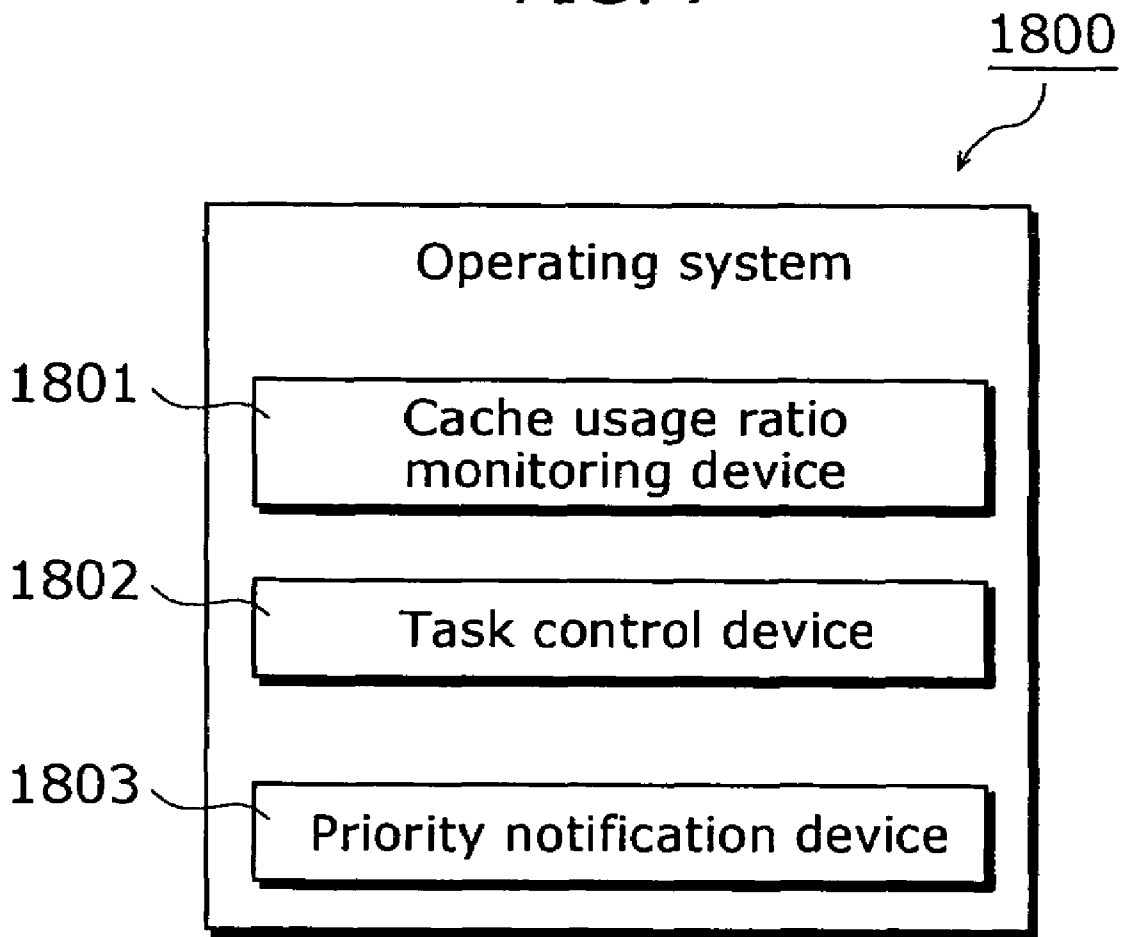 1800
Operating system
1801
Cache usage ratio
monitoring device
1802
Task control device
1803
Priority notification device